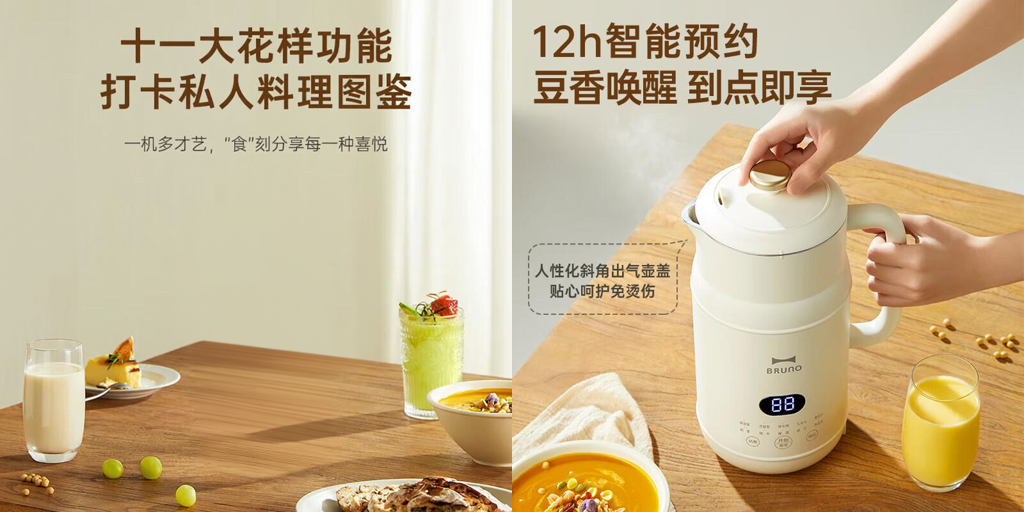 十一大花样功能
打卡私人料理图鉴
一机多才艺，“食”刻分享每一种喜悦
12h智能预约
豆香唤醒 到点即享
人性化斜角出气壶盖
贴心呵护免烫伤
BRUNO
88